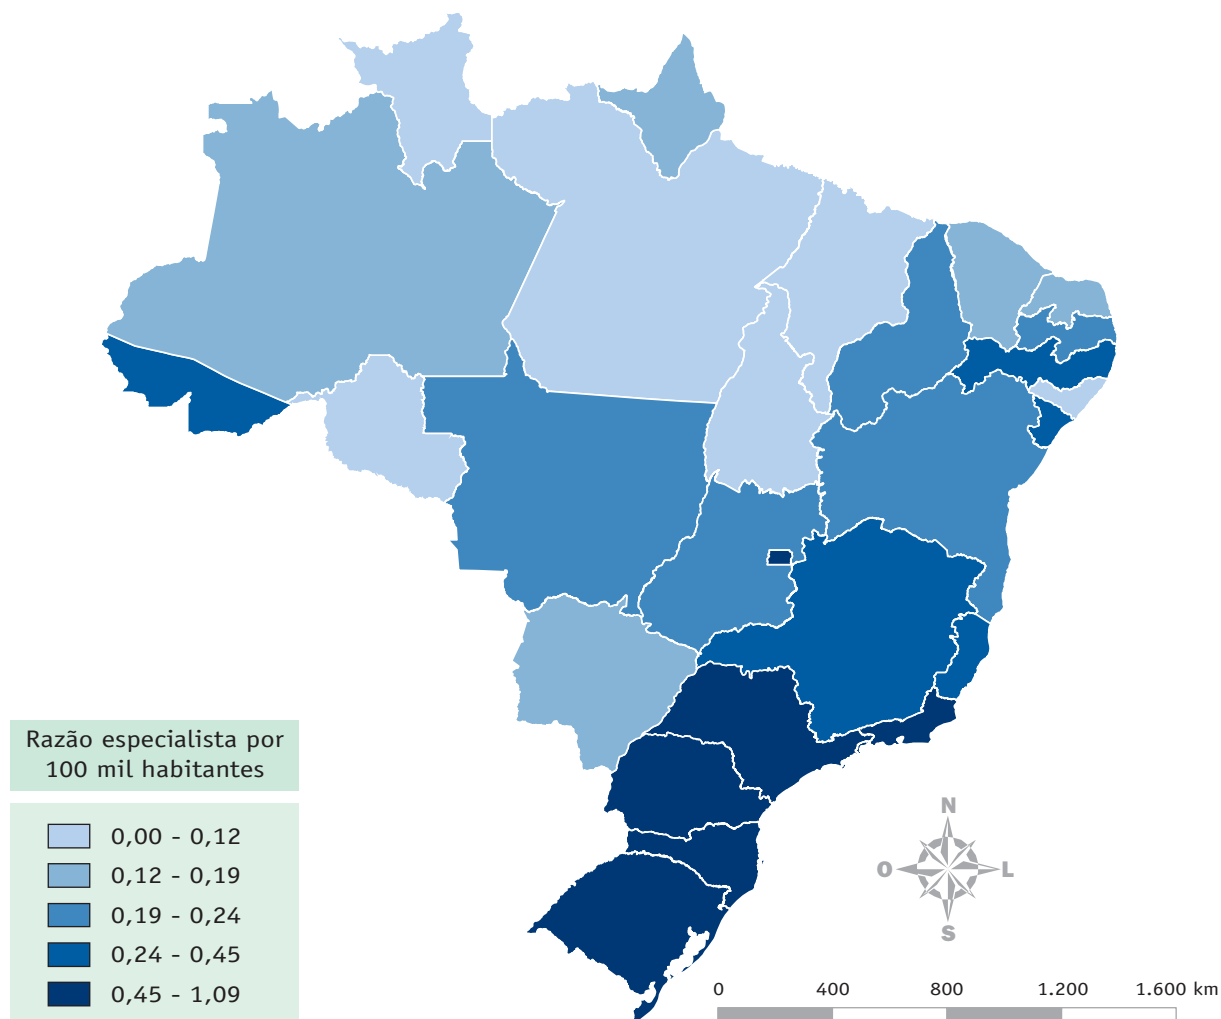 Razão especialista por
100 mil habitantes
0,00 - 0,12
0,12 - 0,19
0,19 - 0,24
0,24 - 0,45
0,45 - 1,09
N
O
L
S
0 400 800 1.200 1.600 km